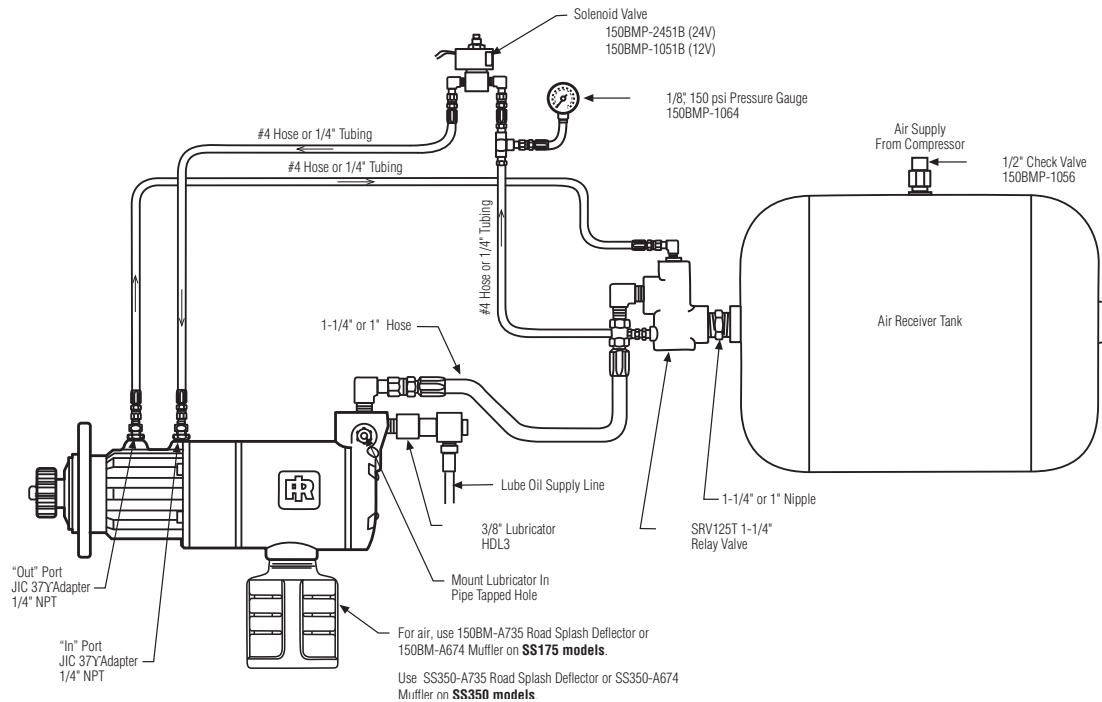 Solenoid Valve
150BMP-2451B (24V)
150BMP-1051B (12V)
1/8", 150 psi Pressure Gauge
150BMP-1064
Air Supply
From Compressor
1/2" Check Valve
150BMP-1056
#4 Hose or 1/4" Tubing
#4 Hose or 1/4" Tubing
#4 Hose or 1/4" Tubing
1-1/4" or 1" Hose
Air Receiver Tank
IR
Lube Oil Supply Line
1-1/4" or 1" Nipple
3/8" Lubricator
HDL3
SRV125T 1-1/4"
Relay Valve
"Out" Port
JIC 37ϒAdapter
1/4" NPT
Mount Lubricator In
Pipe Tapped Hole
"In" Port
JIC 37ϒAdapter
1/4" NPT
For air, use 150BM-A735 Road Splash Deflector or
150BM-A674 Muffler on SS175 models.
Use SS350-A735 Road Splash Deflector or SS350-A674
Muffler on SS350 models.